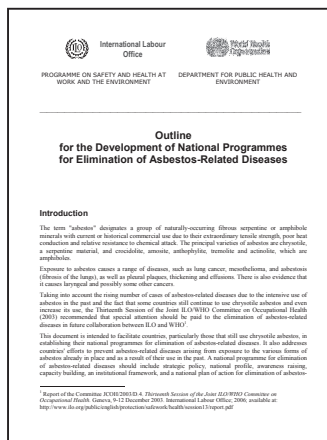 International Labour
Office
World Health
Organization
PROGRAMME ON SAFETY AND HEALTH AT
WORK AND THE ENVIRONMENT
DEPARTMENT FOR PUBLIC HEALTH AND
ENVIRONMENT
Outline
for the Development of National Programmes
for Elimination of Asbestos-Related Diseases
Introduction
The term "asbestos" designates a group of naturally-occurring fibrous serpentine or amphibole
minerals with current or historical commercial use due to their extraordinary tensile strength, poor heat
conduction and relative resistance to chemical attack. The principal varieties of asbestos are chrysotile,
a serpentine material, and crocidolite, amosite, anthophylite, tremolite and actinolite, which are
amphiboles.
Exposure to asbestos causes a range of diseases, such as lung cancer, mesothelioma, and asbestosis
(fibrosis of the lungs), as well as pleural plaques, thickening and effusions. There is also evidence that
it causes laryngeal and possibly some other cancers.
Taking into account the rising number of cases of asbestos-related diseases due to the intensive use of
asbestos in the past and the fact that some countries still continue to use chrysotile asbestos and even
increase its use, the Thirteenth Session of the Joint ILO/WHO Committee on Occupational Health
(2003) recommended that special attention should be paid to the elimination of asbestos-related
diseases in future collaboration between ILO and WHO¹.
This document is intended to facilitate countries, particularly those that still use chrysotile asbestos, in
establishing their national programmes for elimination of asbestos-related diseases. It also addresses
countries' efforts to prevent asbestos-related diseases arising from exposure to the various forms of
asbestos already in place and as a result of their use in the past. A national programme for elimination
of asbestos-related diseases should include strategic policy, national profile, awareness raising,
capacity building, an institutional framework, and a national plan of action for elimination of asbestos-
¹ Report of the Committee JCOH/2003/D.4. Thirteenth Session of the Joint ILO/WHO Committee on
Occupational Health. Geneva, 9-12 December 2003. International Labour Office, 2006; available at:
http://www.ilo.org/public/english/protection/safework/health/session13/report.pdf